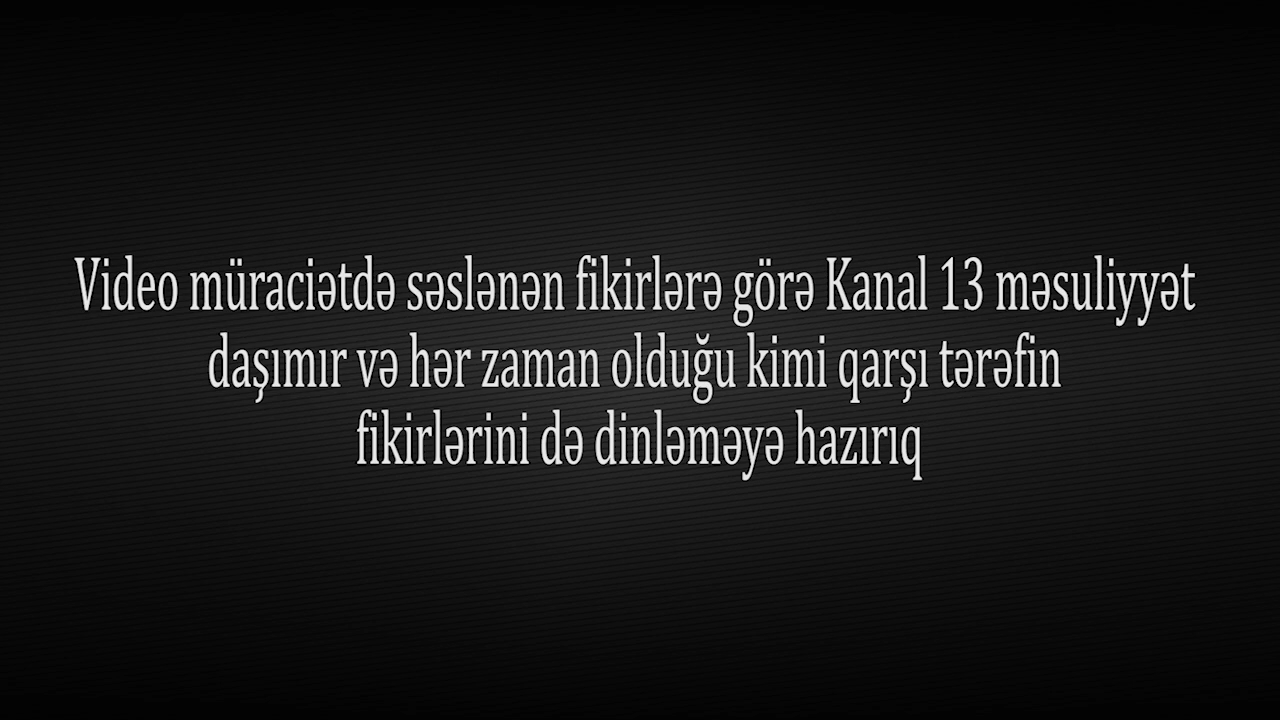 Video müraciətdə səslənən fikirlərə görə Kanal 13 məsuliyyət
daşımır və hər zaman olduğu kimi qarşı tərəfin
fikirlərini də dinləməyə hazırıq